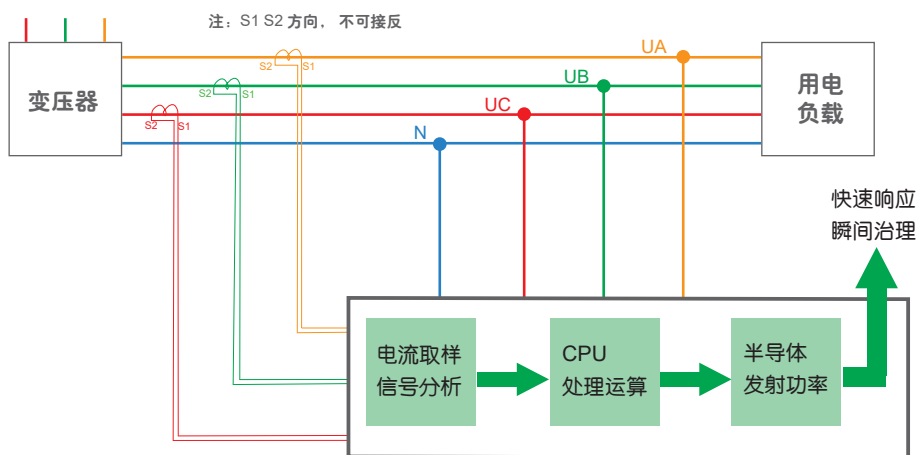 注：S1 S2 方向， 不可接反
UA
S2 S1
UB
S2 S1
变压器
用电
负载
UC
S2 S1
N
快速响应
瞬间治理
电流取样
信号分析
CPU
处理运算
半导体
发射功率